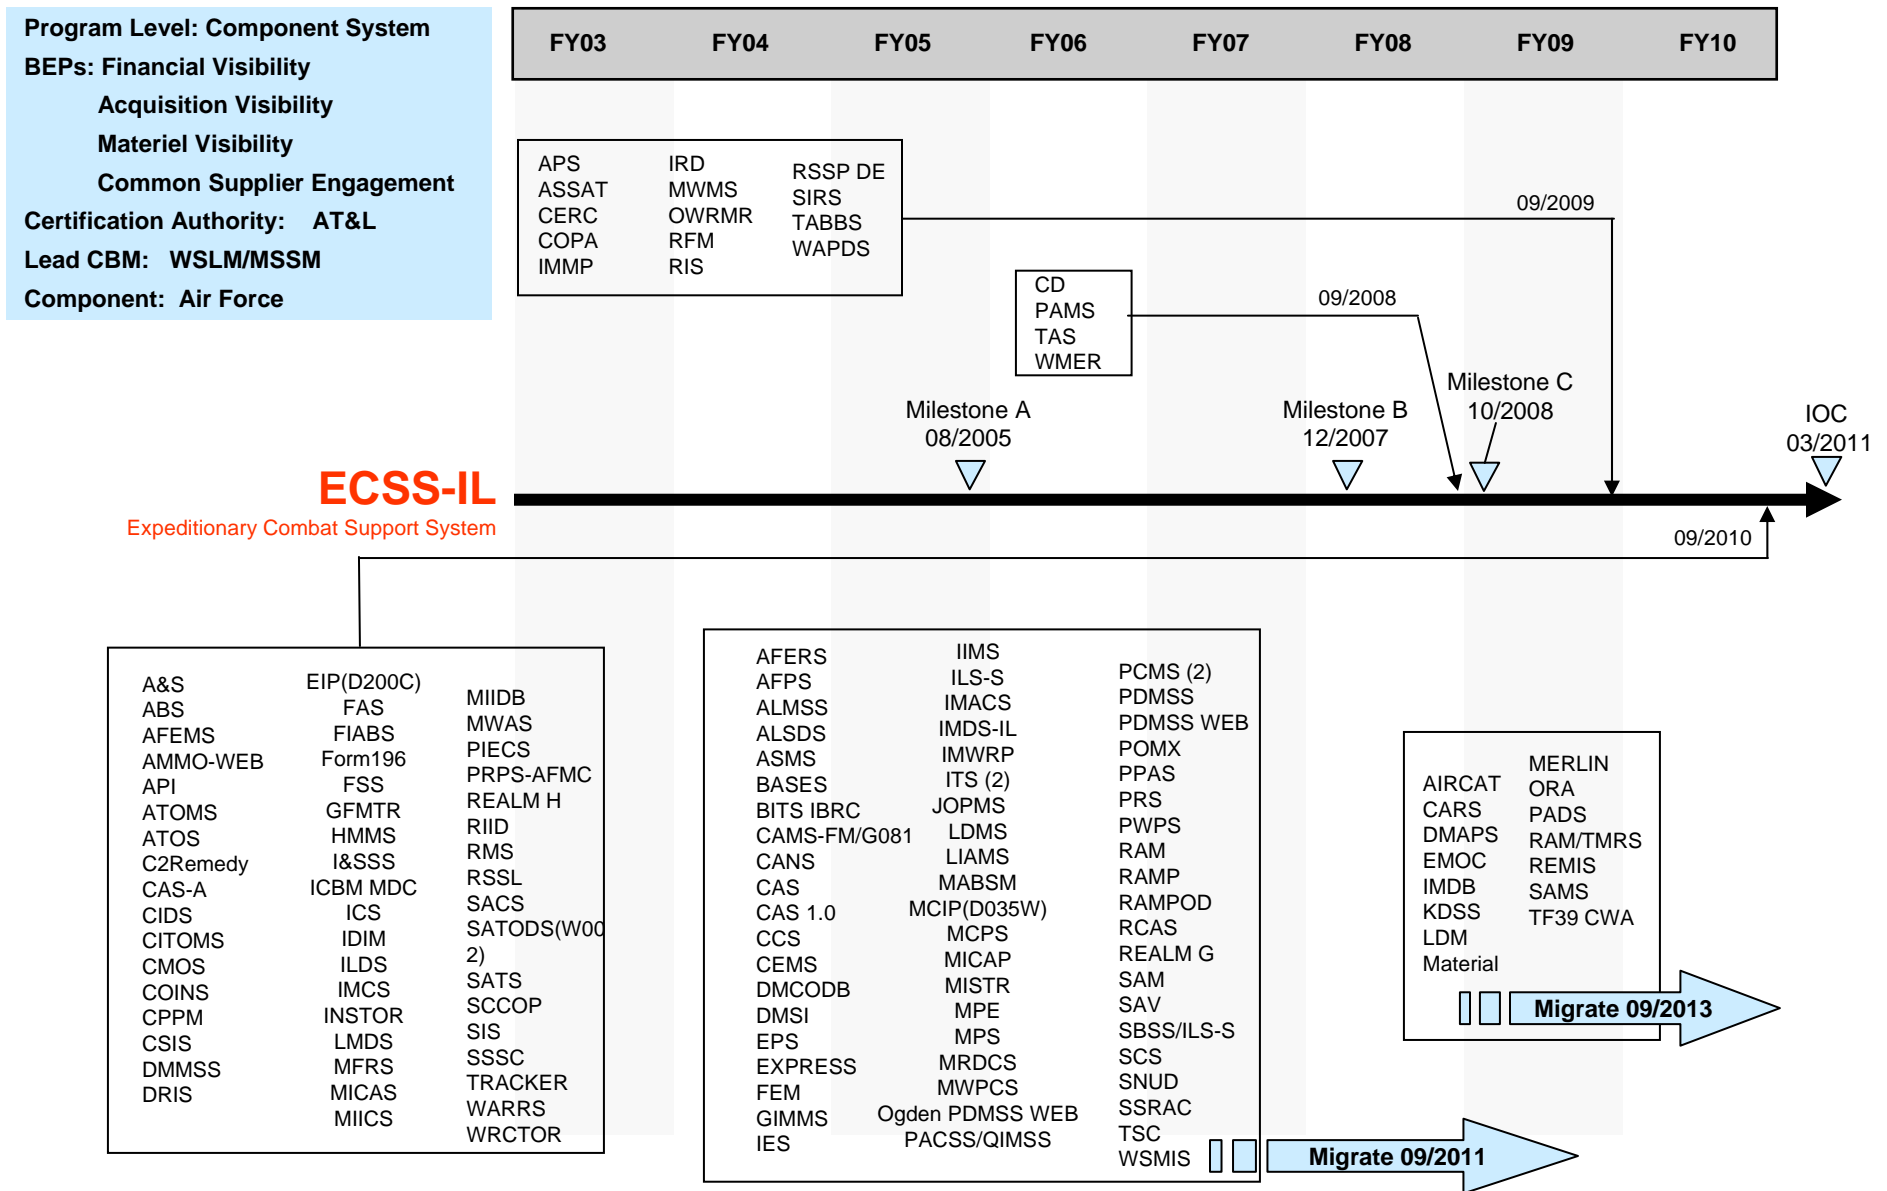 Program Level: Component System
BEPs: Financial Visibility
Acquisition Visibility
Materiel Visibility
Common Supplier Engagement
Certification Authority: AT&L
Lead CBM: WSLM/MSSM
Component: Air Force
FY03 FY04 FY05 FY06 FY07 FY08 FY09 FY10
APS
ASSAT
CERC
COPA
IMMP
IRD
MWMS
OWRMR
RFM
RIS
RSSP DE
SIRS
TABBS
WAPDS
09/2009
CD
PAMS
TAS
WMER
09/2008
Milestone A
08/2005
Milestone B
12/2007
Milestone C
10/2008
IOC
03/2011
ECSS-IL
Expeditionary Combat Support System
09/2010
A&S
ABS
AFEMS
AMMO-WEB
API
ATOMS
ATOS
C2Remedy
CAS-A
CIDS
CITOMS
CMOS
COINS
CPPM
CSIS
DMMSS
DRIS
EIP(D200C)
FAS
FIABS
Form196
FSS
GFMTR
HMMS
I&SSS
ICBM MDC
ICS
IDIM
ILDS
IMCS
INSTOR
LMDS
MFRS
MICAS
MIICS
MIIDB
MWAS
PIECS
PRPS-AFMC
REALM H
RIID
RMS
RSSL
SACS
SATODS(W00
2)
SATS
SCCOP
SIS
SSSC
TRACKER
WARRS
WRCTOR
AFERS
AFPS
ALMSS
ALSDS
ASMS
BASES
BITS IBRC
CAMS-FM/G081
CANS
CAS
CAS 1.0
CCS
CEMS
DMCODB
DMSI
EPS
EXPRESS
FEM
GIMMS
IES
IIMS
ILS-S
IMACS
IMDS-IL
IMWRP
ITS (2)
JOPMS
LDMS
LIAMS
MABSM
MCIP(D035W)
MCPS
MICAP
MISTR
MPE
MPS
MRDCS
MWPCS
Ogden PDMSS WEB
PACSS/QIMSS
PCMS (2)
PDMSS
PDMSS WEB
POMX
PPAS
PRS
PWPS
RAM
RAMP
RAMPOD
RCAS
REALM G
SAM
SAV
SBSS/ILS-S
SCS
SNUD
SSRAC
TSC
WSMIS
Migrate 09/2011
AIRCAT
CARS
DMAPS
EMOC
IMDB
KDSS
LDM
Material
MERLIN
ORA
PADS
RAM/TMRS
REMIS
SAMS
TF39 CWA
Migrate 09/2013